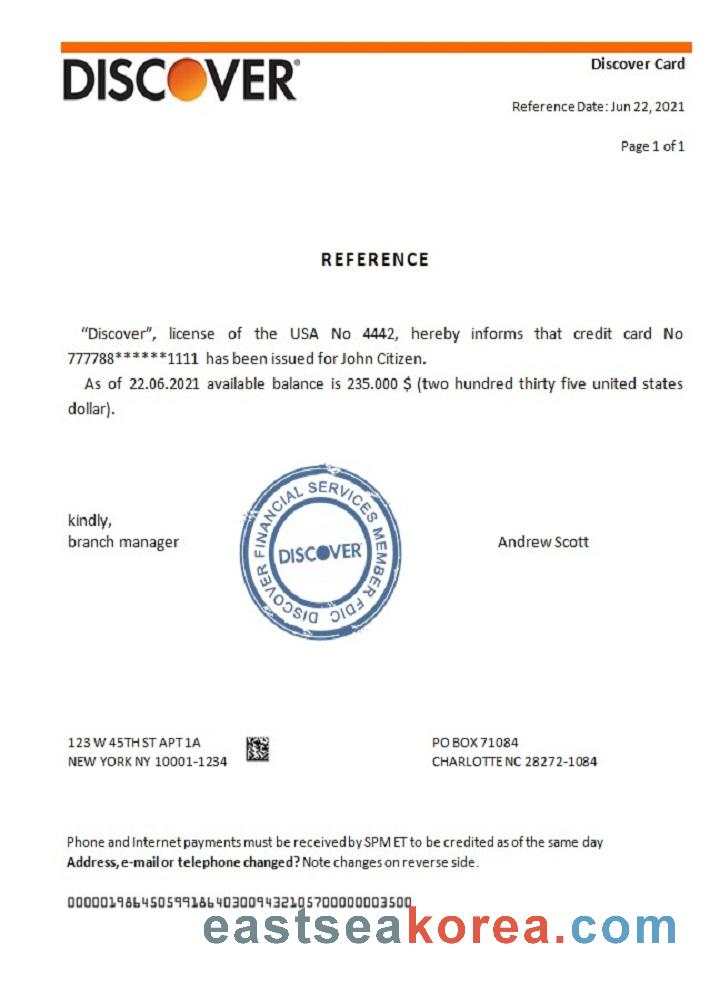 DISCOVER®
Discover Card
Reference Date: Jun 22, 2021
Page 1 of 1
REFERENCE
“Discover”, license of the USA No 4442, hereby informs that credit card No
777788******1111 has been issued for John Citizen.
As of 22.06.2021 available balance is 235.000 $ (two hundred thirty five united states
dollar).
DISCOVER FINANCIAL SERVICES MEMBER FDIC
DISCOVER
kindly,
branch manager
Andrew Scott
123 W 45TH ST APT 1A
NEW YORK NY 10001-1234
PO BOX 71084
CHARLOTTE NC 28272-1084
Phone and Internet payments must be received by 5PM ET to be credited as of the same day
Address, e-mail or telephone changed? Note changes on reverse side.
eastseakorea.com